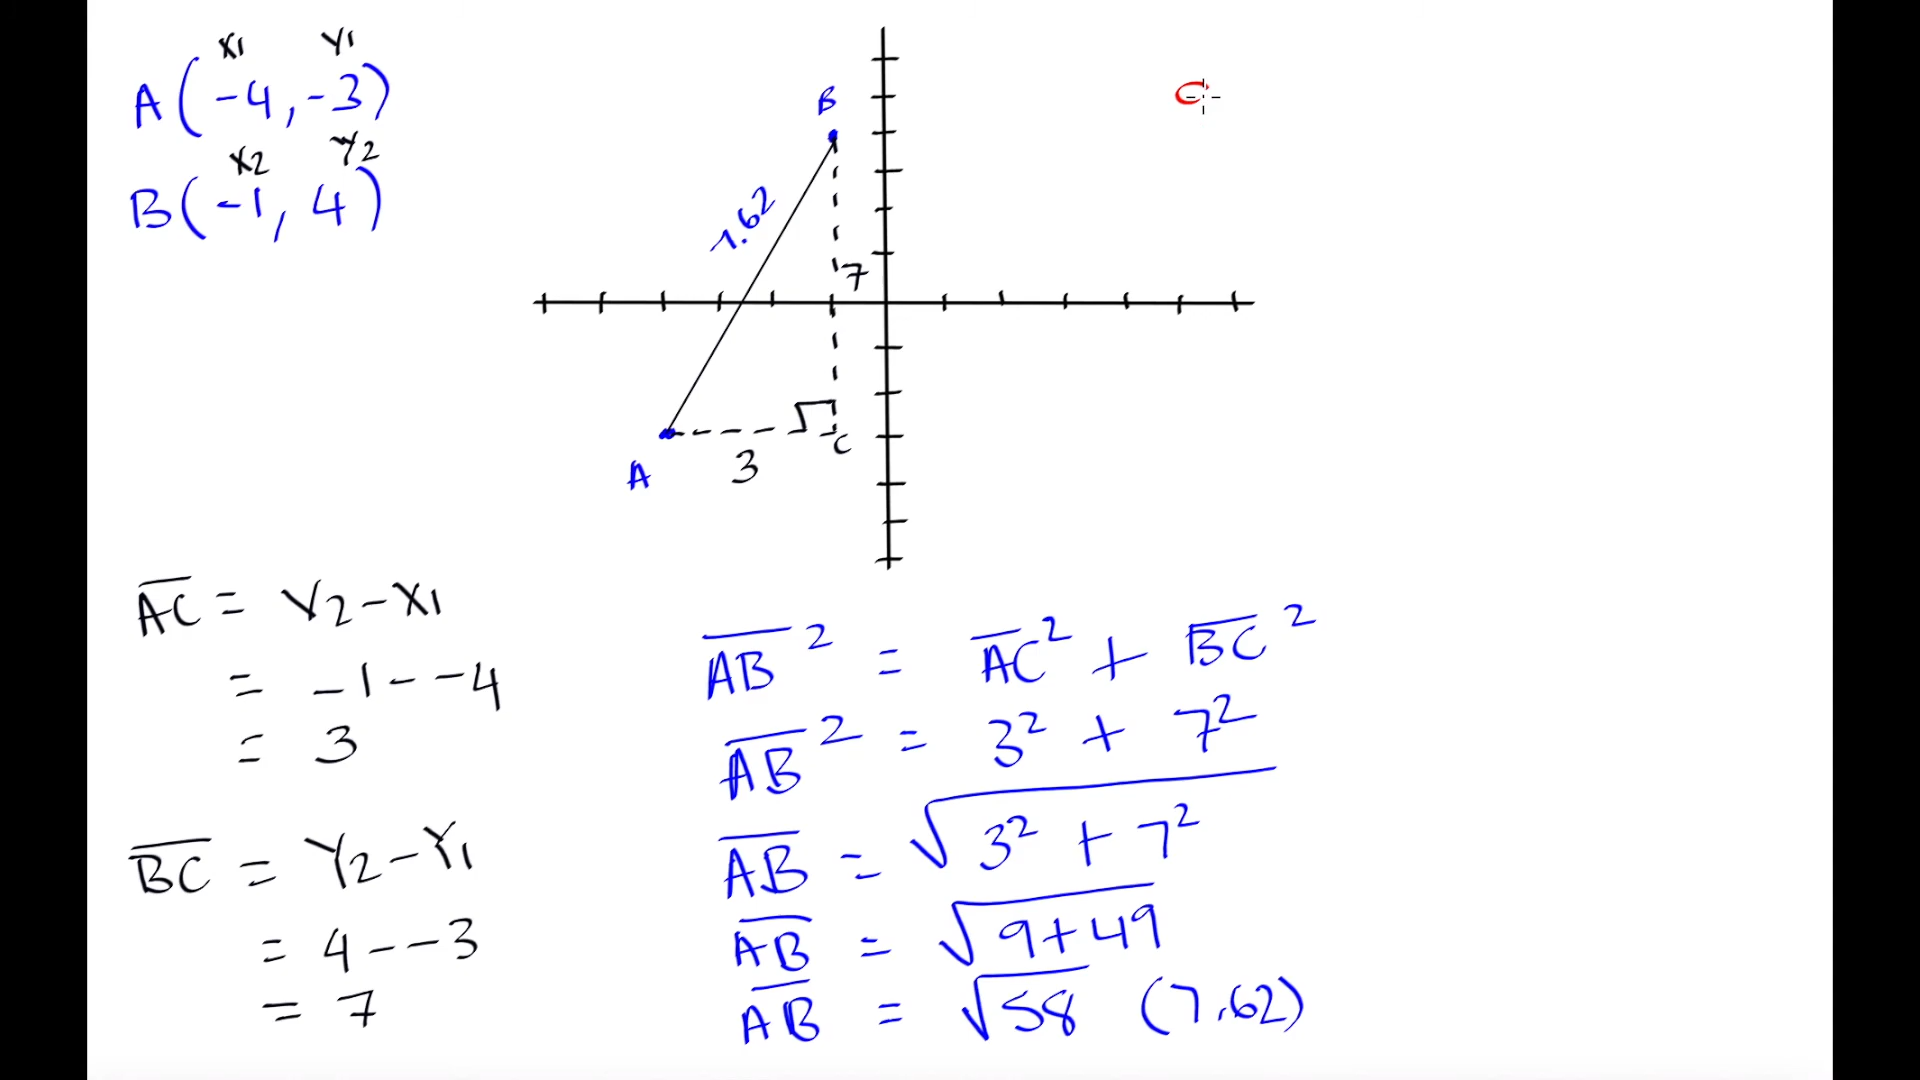 x1 y1
A(-4,-3)
x2 y2
B(-1, 4)
B
7.62
7
C
A
3
AC = Y2-X1
= -1--4
= 3
BC = Y2-Y1
= 4--3
= 7
AB² = AC² + BC²
AB² = 3² + 7²
AB = √3² + 7²
AB = √9+49
AB = √58 (7.62)